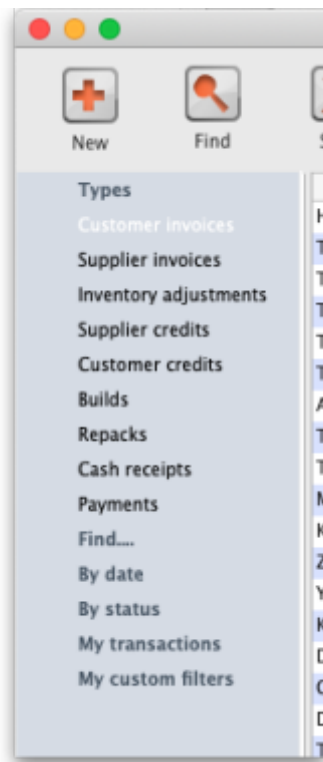 New Find
Types
Customer invoices
Supplier invoices
Inventory adjustments
Supplier credits
Customer credits
Builds
Repacks
Cash receipts
Payments
Find....
By date
By status
My transactions
My custom filters